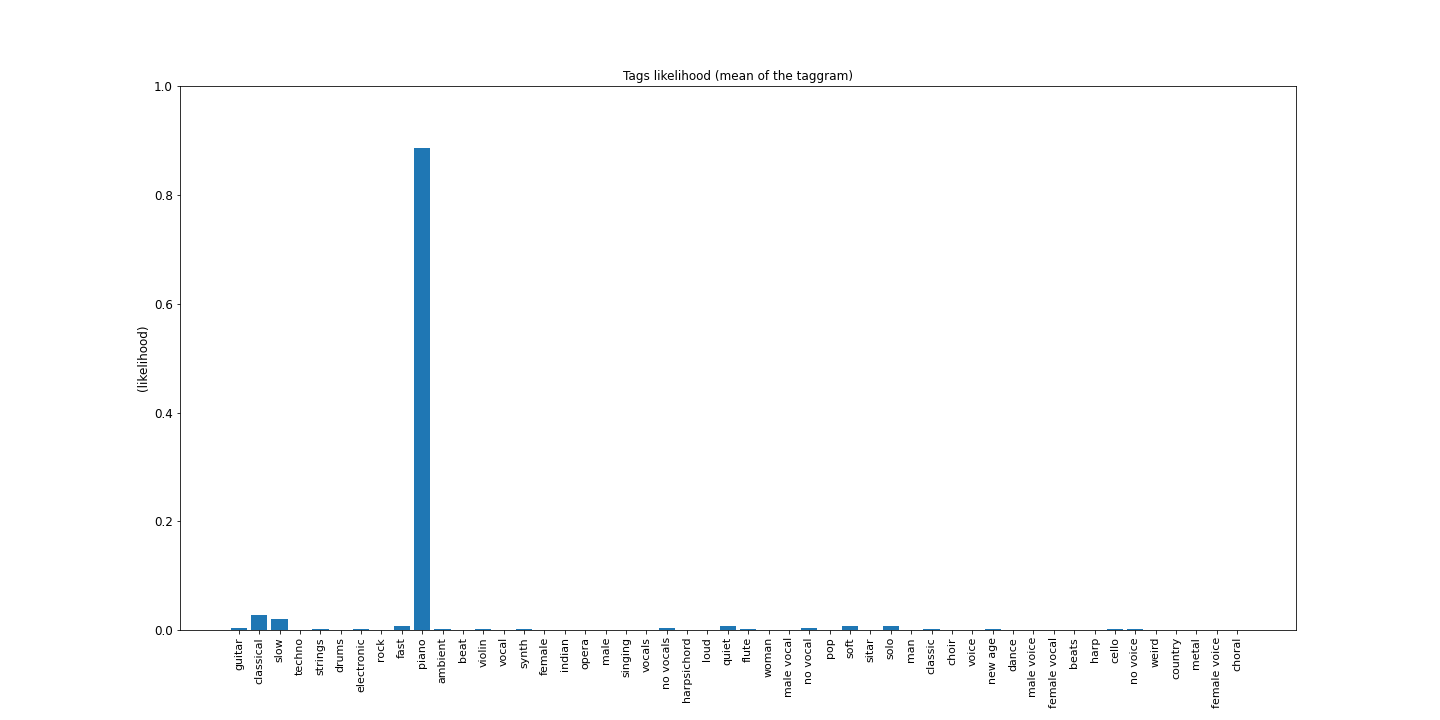 Tags likelihood (mean of the taggram)
(likelihood)
1.0
0.8
0.6
0.4
0.2
0.0
guitar
classical
slow
techno
strings
drums
electronic
rock
fast
piano
ambient
beat
violin
vocal
synth
female
indian
opera
male
singing
vocals
no vocals
harpsichord
loud
quiet
flute
woman
male vocal
no vocal
pop
soft
sitar
solo
man
classic
choir
voice
new age
dance
male voice
female vocal
beats
harp
cello
no voice
weird
country
metal
female voice
choral